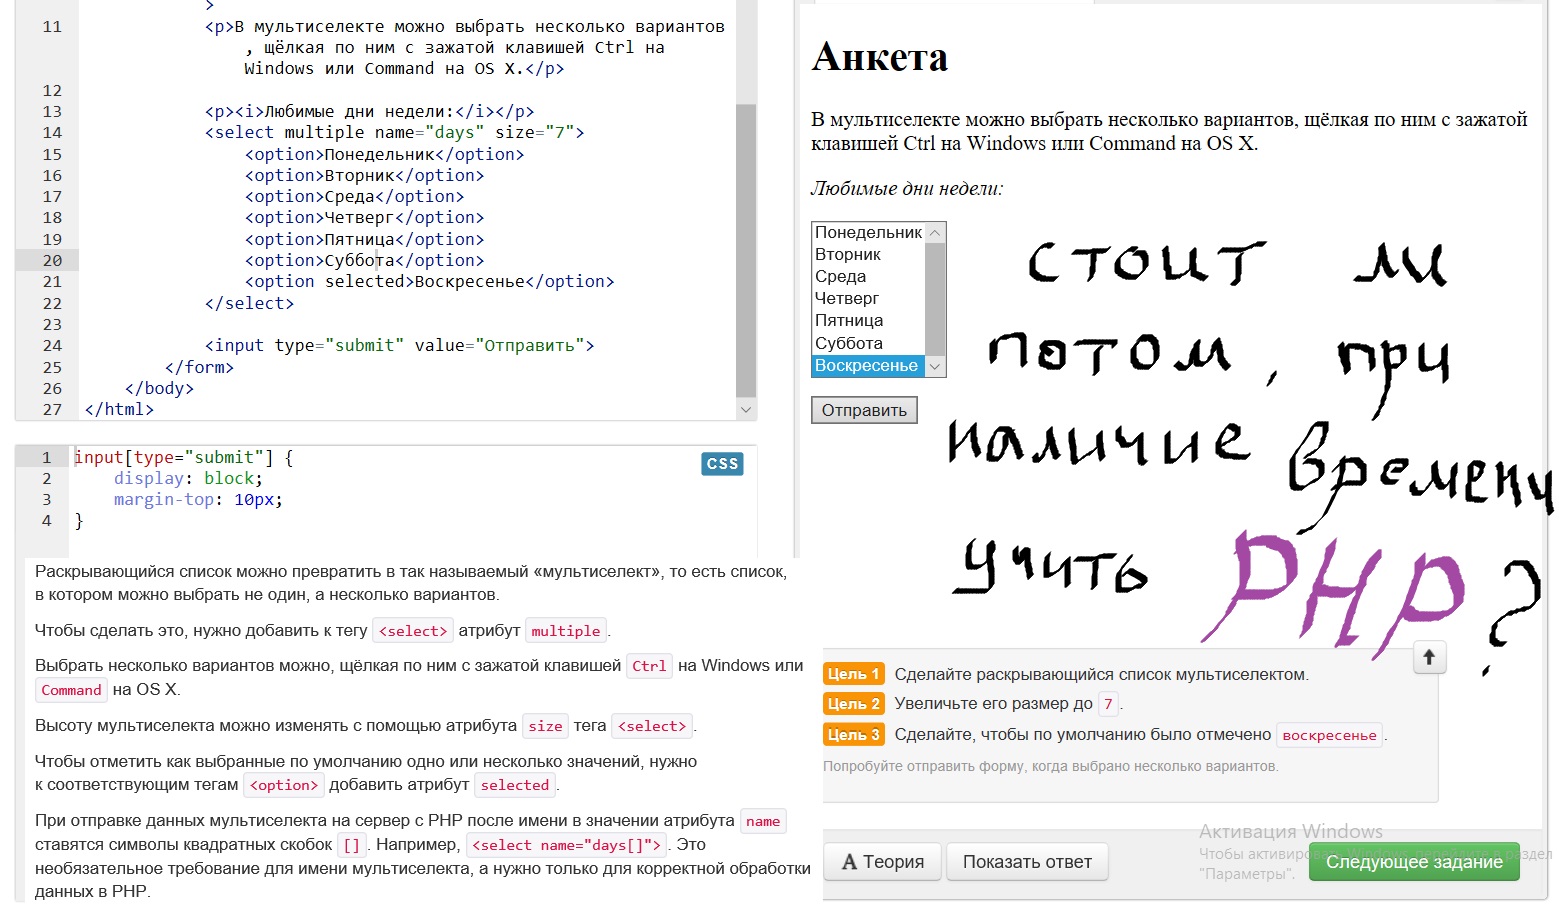 >
11 <p>В мультиселекте можно выбрать несколько вариантов
, щёлкая по ним с зажатой клавишей Ctrl на
Windows или Command на OS X.</p>
12
13 <p><i>Любимые дни недели:</i></p>
14 <select multiple name="days" size="7">
15 <option>Понедельник</option>
16 <option>Вторник</option>
17 <option>Среда</option>
18 <option>Четверг</option>
19 <option>Пятница</option>
20 <option>Суббота</option>
21 <option selected>Воскресенье</option>
22 </select>
23
24 <input type="submit" value="Отправить">
25 </form>
26 </body>
27 </html>
CSS
1 input[type="submit"] {
2 display: block;
3 margin-top: 10px;
4 }
Раскрывающийся список можно превратить в так называемый «мультиселект», то есть список,
в котором можно выбрать не один, а несколько вариантов.
Чтобы сделать это, нужно добавить к тегу <select> атрибут multiple.
Выбрать несколько вариантов можно, щёлкая по ним с зажатой клавишей Ctrl на Windows или
Command на OS X.
Высоту мультиселекта можно изменять с помощью атрибута size тега <select>.
Чтобы отметить как выбранные по умолчанию одно или несколько значений, нужно
к соответствующим тегам <option> добавить атрибут selected.
При отправке данных мультиселекта на сервер с PHP после имени в значении атрибута name
ставятся символы квадратных скобок []. Например, <select name="days[]">. Это
необязательное требование для имени мультиселекта, а нужно только для корректной обработки
данных в PHP.
Анкета
В мультиселекте можно выбрать несколько вариантов, щёлкая по ним с зажатой
клавишей Ctrl на Windows или Command на OS X.
Любимые дни недели:
Понедельник
Вторник
Среда
Четверг
Пятница
Суббота
Воскресенье
Отправить
стоит ли
потом, при
наличие времени
учить PHP?
Цель 1 Сделайте раскрывающийся список мультиселектом.
Цель 2 Увеличьте его размер до 7.
Цель 3 Сделайте, чтобы по умолчанию было отмечено воскресенье.
Попробуйте отправить форму, когда выбрано несколько вариантов.
Активация Windows
Чтобы активировать Windows, перейдите в раздел
"Параметры".
А Теория Показать ответ Следующее задание